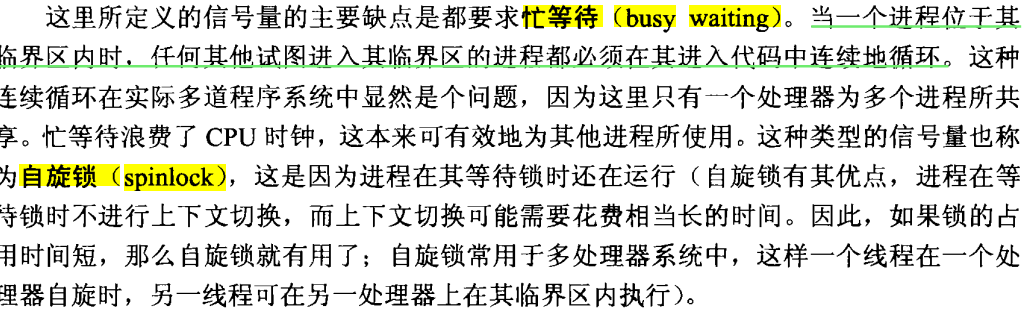 这里所定义的信号量的主要缺点是都要求忙等待（busy waiting）。当一个进程位于其
临界区内时，任何其他试图进入其临界区的进程都必须在其进入代码中连续地循环。这种
连续循环在实际多道程序系统中显然是个问题，因为这里只有一个处理器为多个进程所共
享。忙等待浪费了 CPU 时钟，这本来可有效地为其他进程所使用。这种类型的信号量也称
为自旋锁（spinlock），这是因为进程在其等待锁时还在运行（自旋锁有其优点，进程在等
待锁时不进行上下文切换，而上下文切换可能需要花费相当长的时间。因此，如果锁的占
用时间短，那么自旋锁就有用了；自旋锁常用于多处理器系统中，这样一个线程在一个处
理器自旋时，另一线程可在另一处理器上在其临界区内执行）。